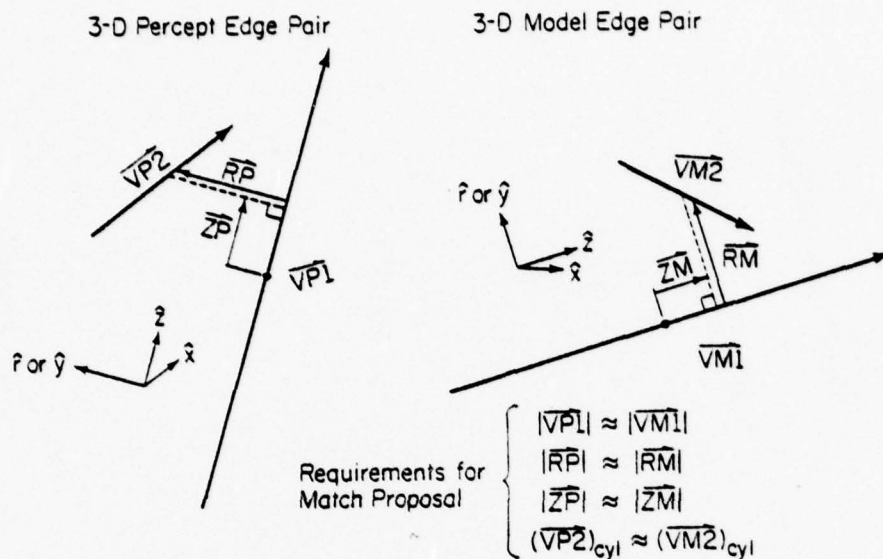 3-D Percept Edge Pair
3-D Model Edge Pair
VP2
RP
ZP
VP1
r̂ or ŷ
ẑ
x̂
VM2
r̂ or ŷ
ẑ
x̂
ZM
RM
VM1
Requirements for
Match Proposal
|VP1| ≈ |VM1|
|RP| ≈ |RM|
|ZP| ≈ |ZM|
(VP2)cyl ≈ (VM2)cyl